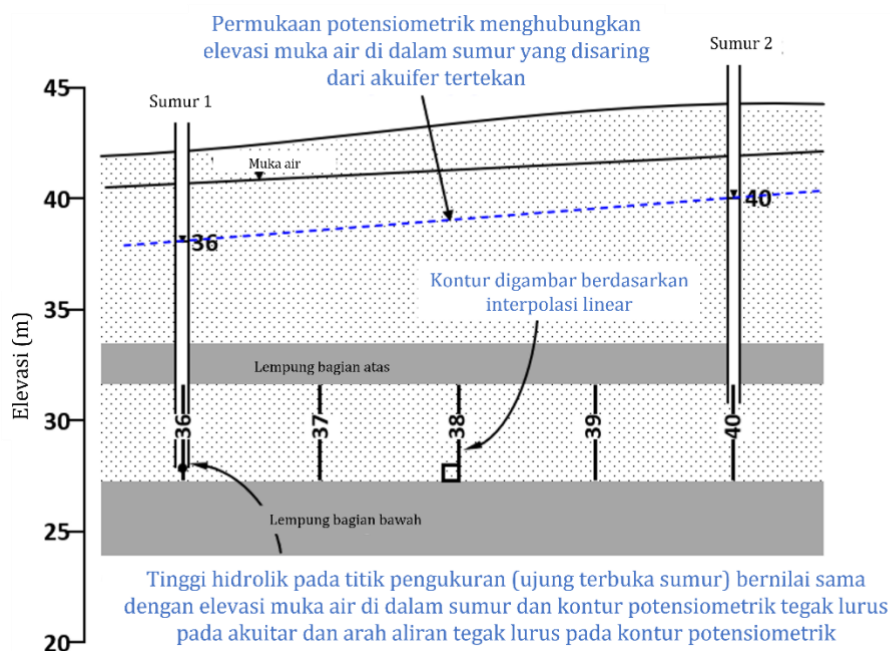 Permukaan potensiometrik menghubungkan
elevasi muka air di dalam sumur yang disaring
dari akuifer tertekan
Sumur 2
45
Sumur 1
Muka air
40
40
36
Kontur digambar berdasarkan
interpolasi linear
35
Elevasi (m)
Lempung bagian atas
30
36
37
38
39
40
25
Lempung bagian bawah
Tinggi hidrolik pada titik pengukuran (ujung terbuka sumur) bernilai sama
dengan elevasi muka air di dalam sumur dan kontur potensiometrik tegak lurus
pada akuitar dan arah aliran tegak lurus pada kontur potensiometrik
20